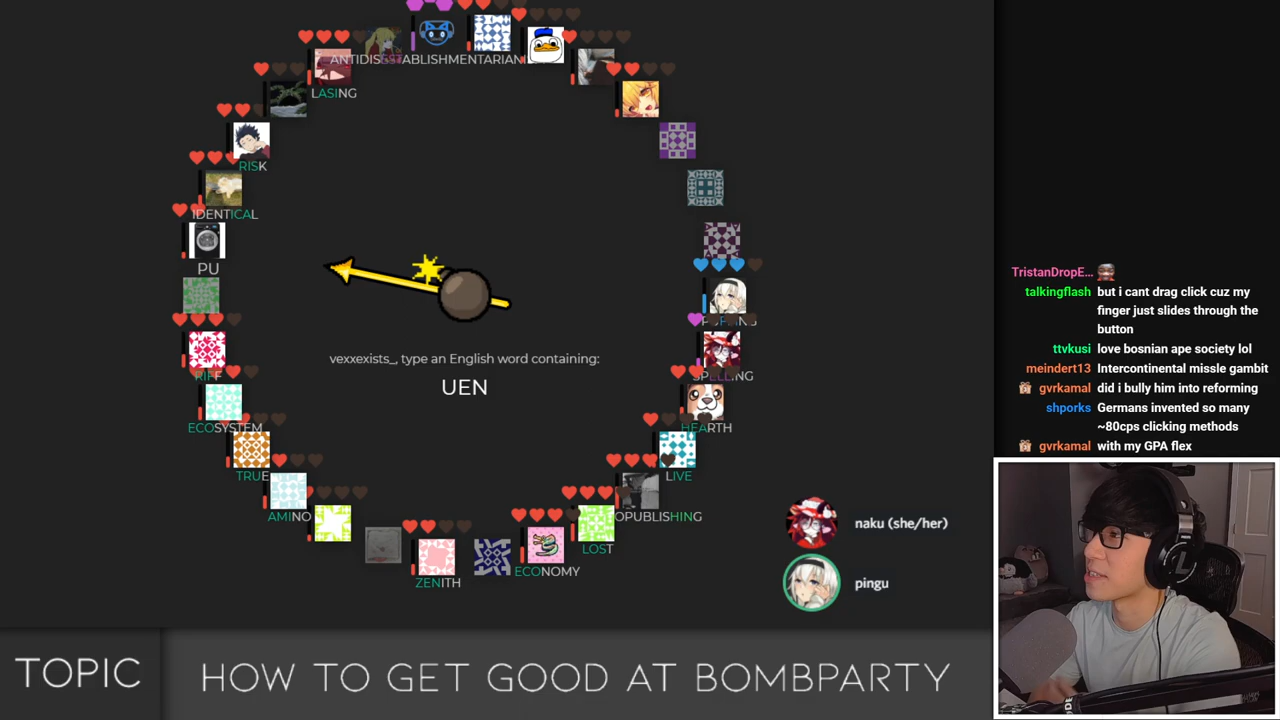 ANTIDISESTABLISHMENTARIAN
LASING
RISK
IDENTICAL
PU
SPELLING
RIFF
ECOSYSTEM
HEARTH
TRUE
LIVE
AMINO
OPUBLISHING
LOST
ECONOMY
ZENITH
vexxexists_, type an English word containing:
UEN
naku (she/her)
pingu
TristanDropE...
talkingflash but i cant drag click cuz my
finger just slides through the
button
ttvkusi love bosnian ape society lol
meindert13 Intercontinental missle gambit
gvrkamal did i bully him into reforming
shporks Germans invented so many
~80cps clicking methods
gvrkamal with my GPA flex
TOPIC
HOW TO GET GOOD AT BOMBPARTY